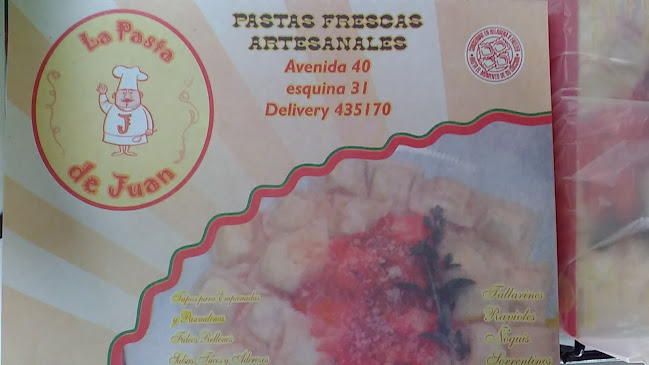 La Pasta
de Juan
J
PASTAS FRESCAS
ARTESANALES
Avenida 40
esquina 31
Delivery 435170
Tapas para Empanadas
y Pascualinas
Fideos Rellenos
Salsas, Tucos y Aderezos
Tallarines
Ravioles
Ñoquis
Sorrentinos